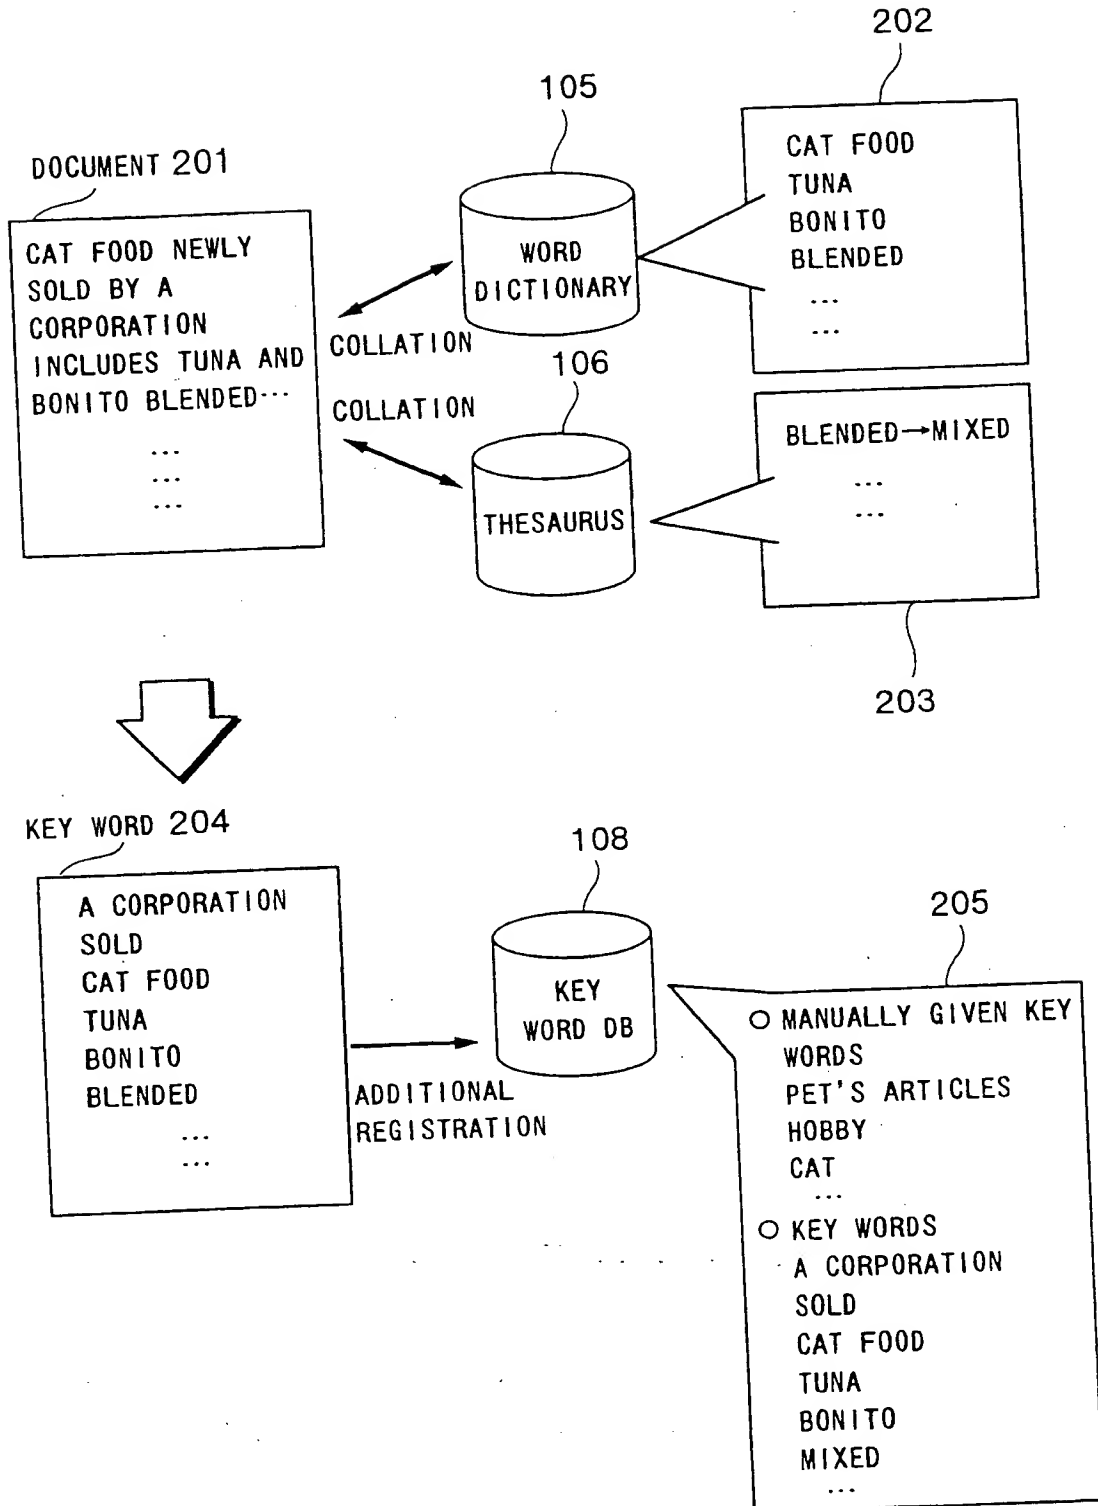 202
105
DOCUMENT 201
CAT FOOD NEWLY
SOLD BY A
CORPORATION
INCLUDES TUNA AND
BONITO BLENDED...
...
...
...
COLLATION
COLLATION
WORD
DICTIONARY
106
THESAURUS
CAT FOOD
TUNA
BONITO
BLENDED
...
...
BLENDED→MIXED
...
...
203
KEY WORD 204
A CORPORATION
SOLD
CAT FOOD
TUNA
BONITO
BLENDED
...
...
ADDITIONAL
REGISTRATION
108
KEY
WORD DB
205
○ MANUALLY GIVEN KEY
WORDS
PET'S ARTICLES
HOBBY
CAT
...
○ KEY WORDS
A CORPORATION
SOLD
CAT FOOD
TUNA
BONITO
MIXED
...